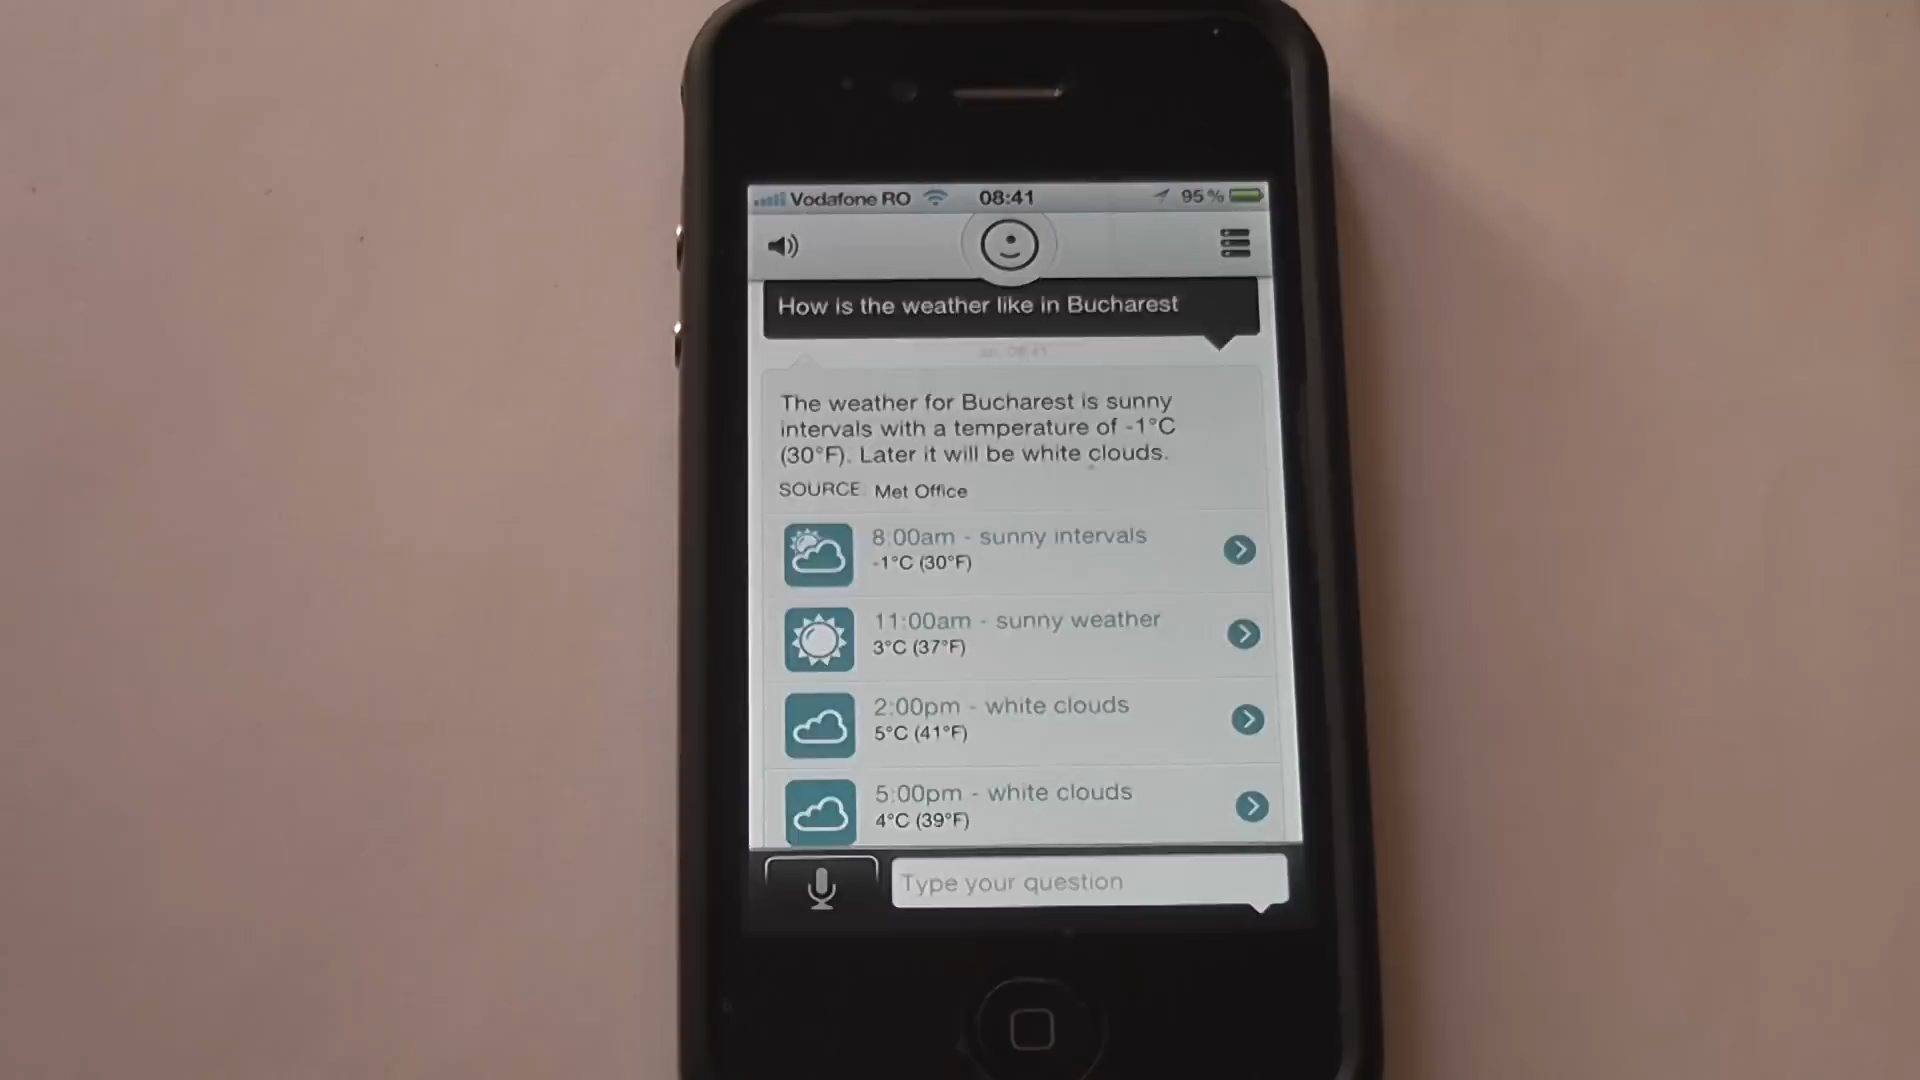 Vodafone RO 08:41 95%
How is the weather like in Bucharest
08:41
The weather for Bucharest is sunny
intervals with a temperature of -1°C
(30°F). Later it will be white clouds.
SOURCE Met Office
8:00am - sunny intervals
-1°C (30°F)
11:00am - sunny weather
3°C (37°F)
2:00pm - white clouds
5°C (41°F)
5:00pm - white clouds
4°C (39°F)
Type your question